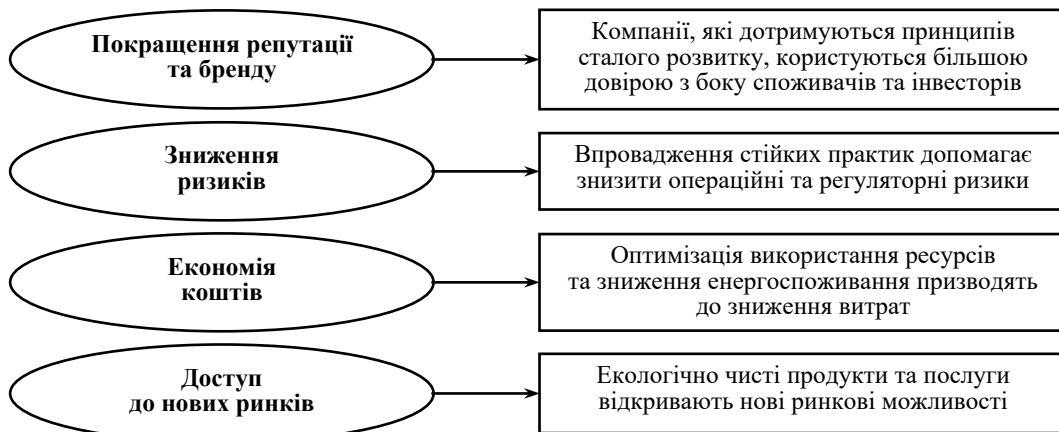 Покращення репутації
та бренду
Компанії, які дотримуються принципів
сталого розвитку, користуються більшою
довірою з боку споживачів та інвесторів
Зниження
ризиків
Впровадження стійких практик допомагає
знизити операційні та регуляторні ризики
Економія
коштів
Оптимізація використання ресурсів
та зниження енергоспоживання призводять
до зниження витрат
Доступ
до нових ринків
Екологічно чисті продукти та послуги
відкривають нові ринкові можливості